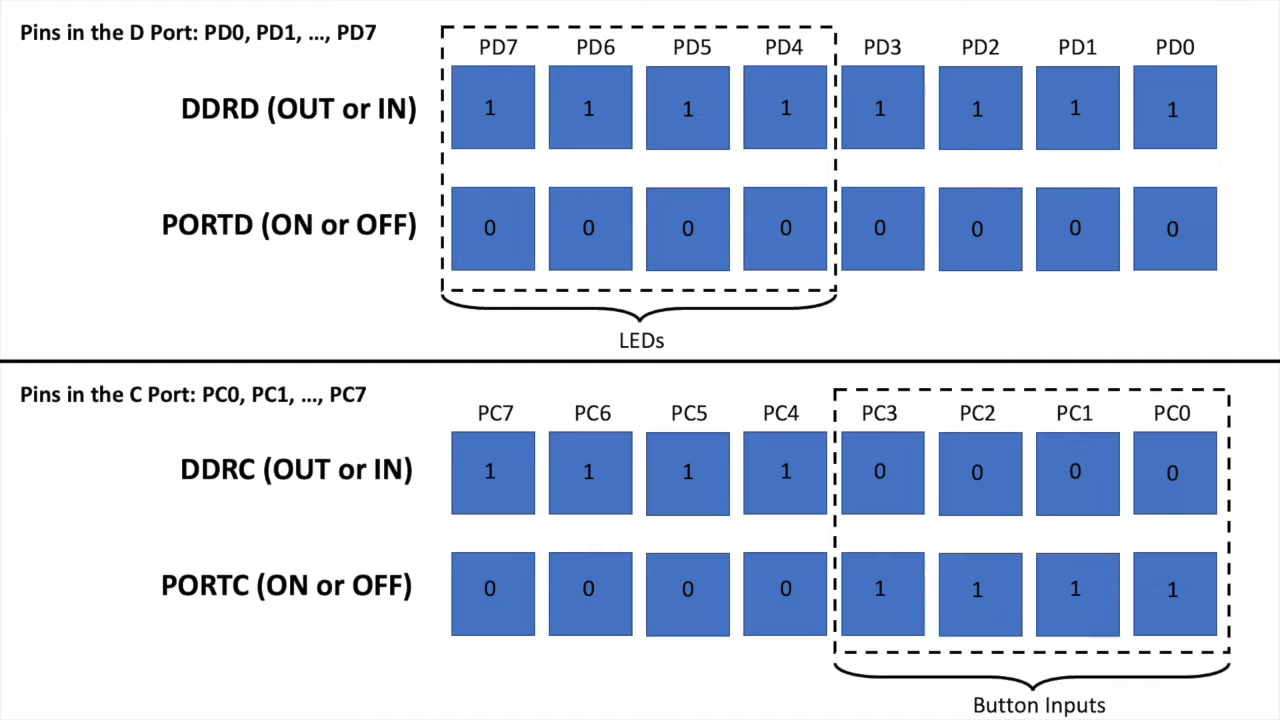 Pins in the D Port: PD0, PD1, ..., PD7
PD7 PD6 PD5 PD4 PD3 PD2 PD1 PD0
DDRD (OUT or IN) 1 1 1 1 1 1 1 1
PORTD (ON or OFF) 0 0 0 0 0 0 0 0
LEDs
Pins in the C Port: PC0, PC1, ..., PC7
PC7 PC6 PC5 PC4 PC3 PC2 PC1 PC0
DDRC (OUT or IN) 1 1 1 1 0 0 0 0
PORTC (ON or OFF) 0 0 0 0 1 1 1 1
Button Inputs